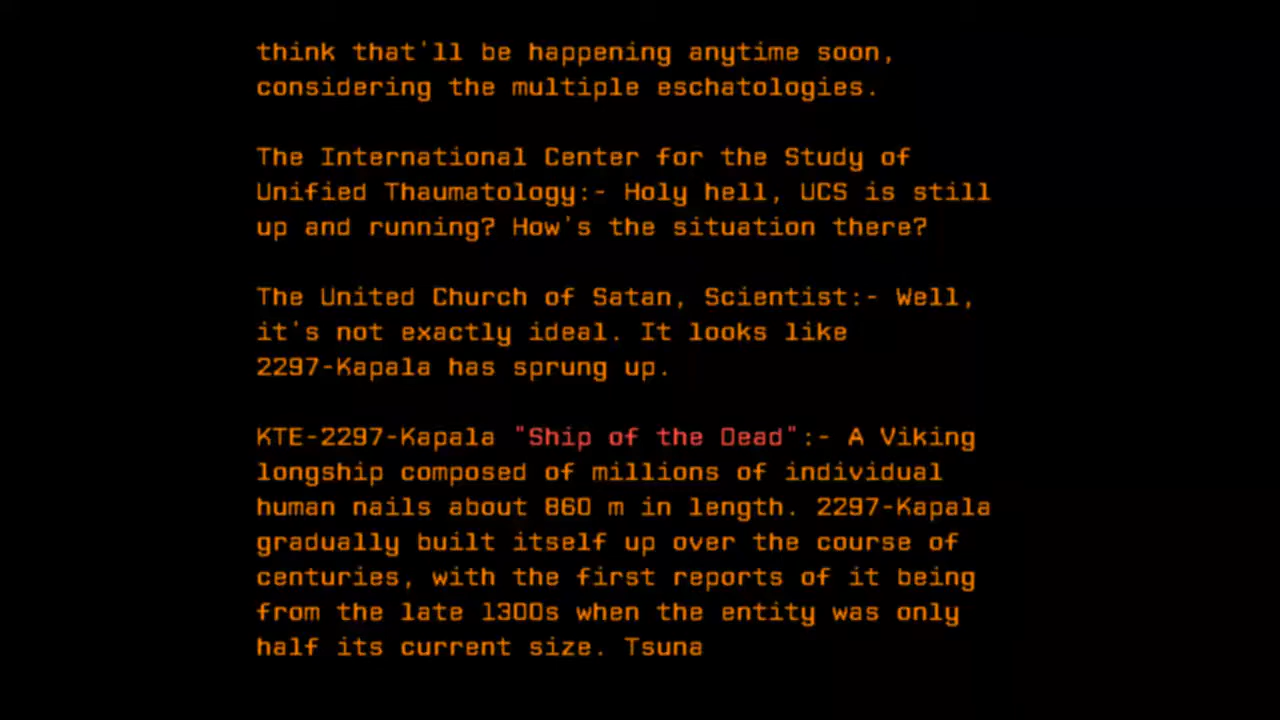 think that'll be happening anytime soon,
considering the multiple eschatologies.
The International Center for the Study of
Unified Thaumatology:- Holy hell, UCS is still
up and running? How's the situation there?
The United Church of Satan, Scientist:- Well,
it's not exactly ideal. It looks like
2297-Kapala has sprung up.
KTE-2297-Kapala "Ship of the Dead":- A Viking
longship composed of millions of individual
human nails about 860 m in length. 2297-Kapala
gradually built itself up over the course of
centuries, with the first reports of it being
from the late 1300s when the entity was only
half its current size. Tsuna